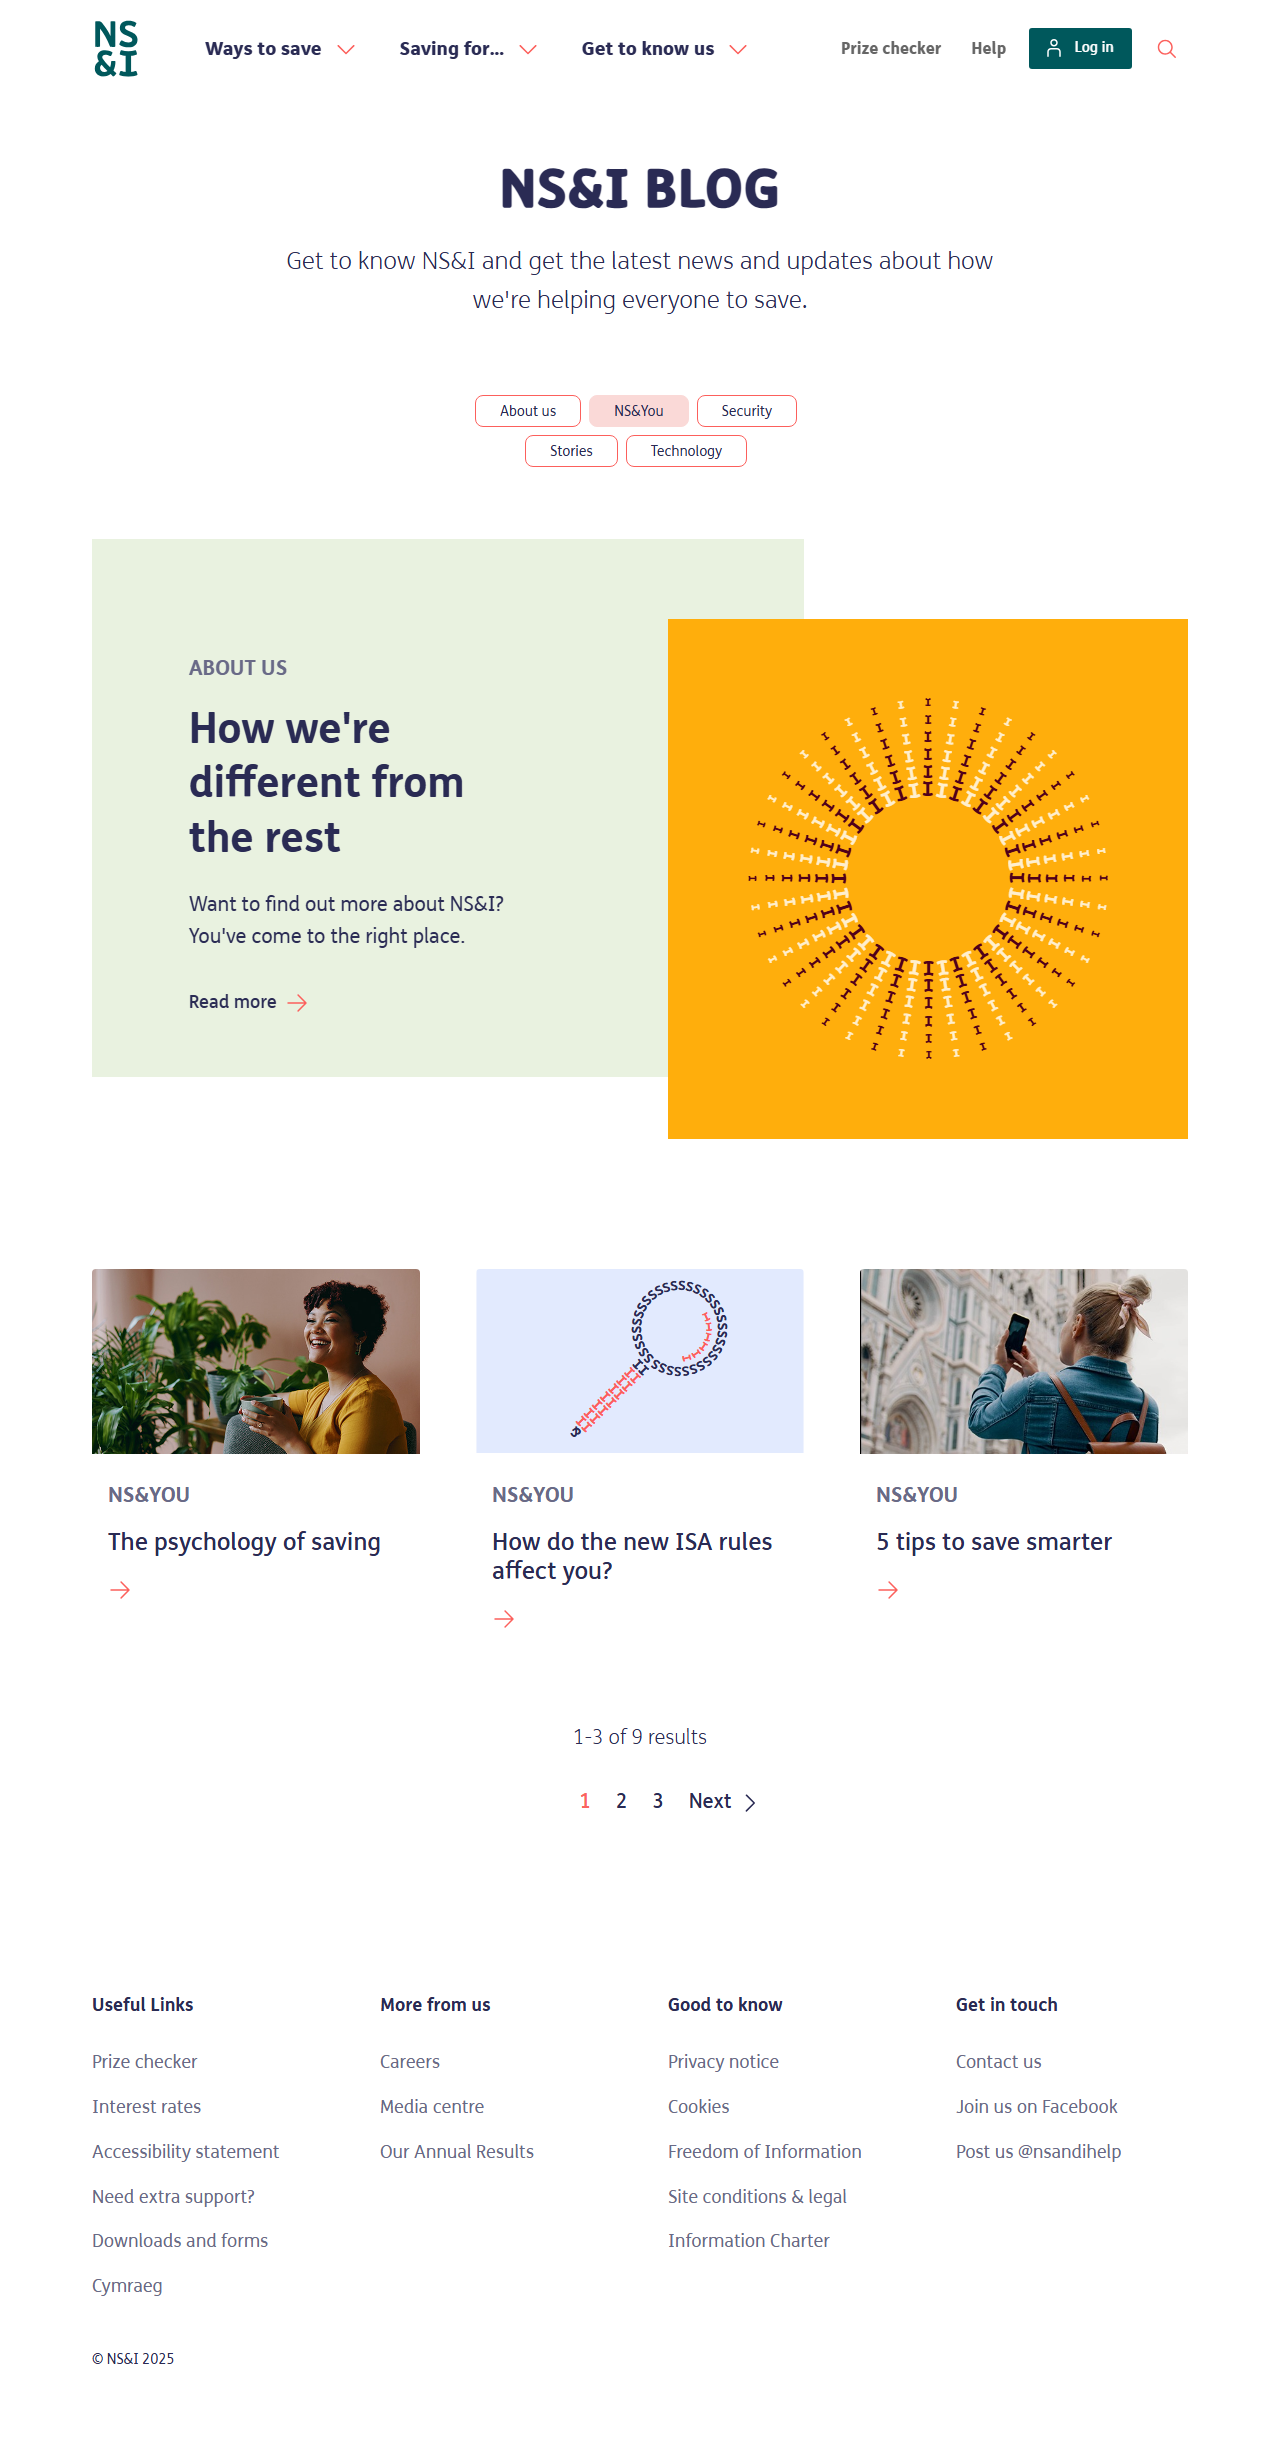 NS
&I
Ways to save
Saving for...
Get to know us
Prize checker
Help
Log in
NS&I BLOG
Get to know NS&I and get the latest news and updates about how
we're helping everyone to save.
About us
NS&You
Security
Stories
Technology
ABOUT US
How we're
different from
the rest
Want to find out more about NS&I?
You've come to the right place.
Read more
NS&YOU
The psychology of saving
NS&YOU
How do the new ISA rules
affect you?
NS&YOU
5 tips to save smarter
1-3 of 9 results
1 2 3 Next
Useful Links
Prize checker
Interest rates
Accessibility statement
Need extra support?
Downloads and forms
Cymraeg
More from us
Careers
Media centre
Our Annual Results
Good to know
Privacy notice
Cookies
Freedom of Information
Site conditions & legal
Information Charter
Get in touch
Contact us
Join us on Facebook
Post us @nsandihelp
© NS&I 2025